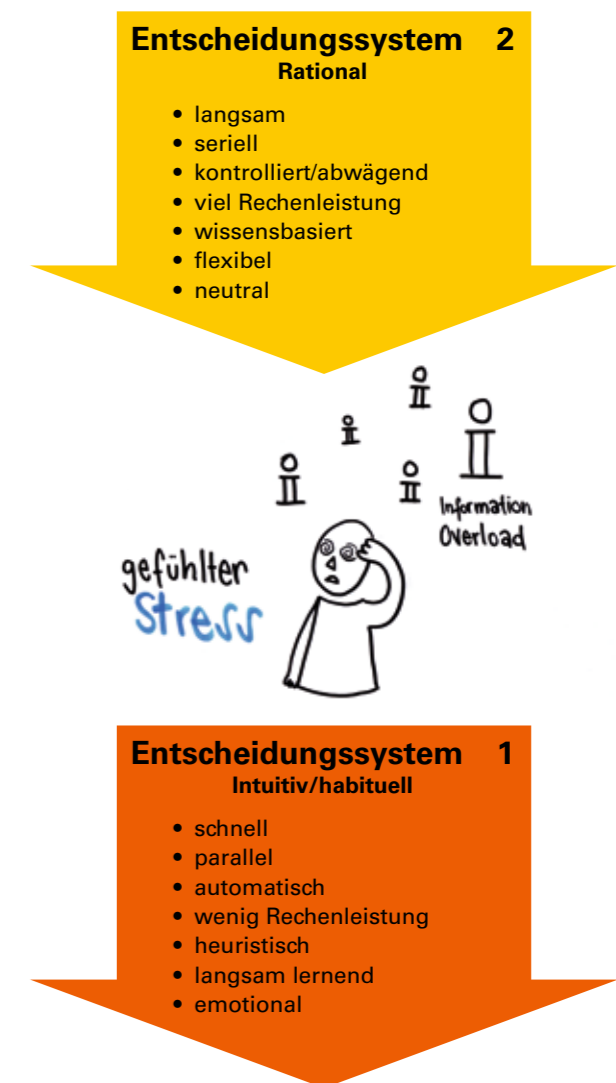 Entscheidungssystem 2
Rational
• langsam
• seriell
• kontrolliert/abwägend
• viel Rechenleistung
• wissensbasiert
• flexibel
• neutral
Information
Overload
gefühlter
Stress
Entscheidungssystem 1
Intuitiv/habituell
• schnell
• parallel
• automatisch
• wenig Rechenleistung
• heuristisch
• langsam lernend
• emotional